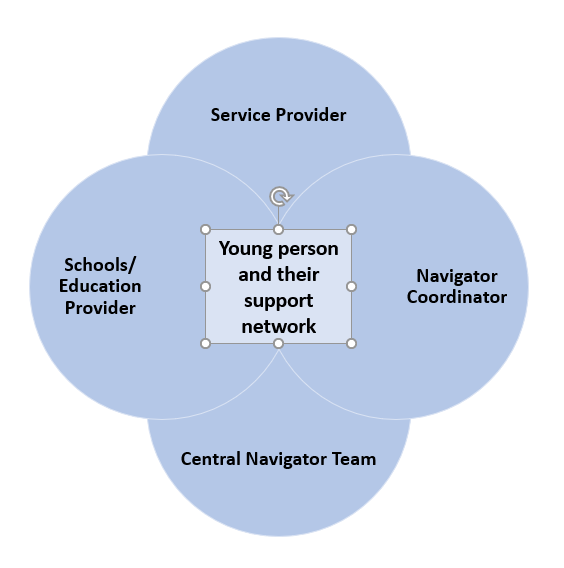 Service Provider
Schools/
Education
Provider
Young person
and their
support
network
Navigator
Coordinator
Central Navigator Team